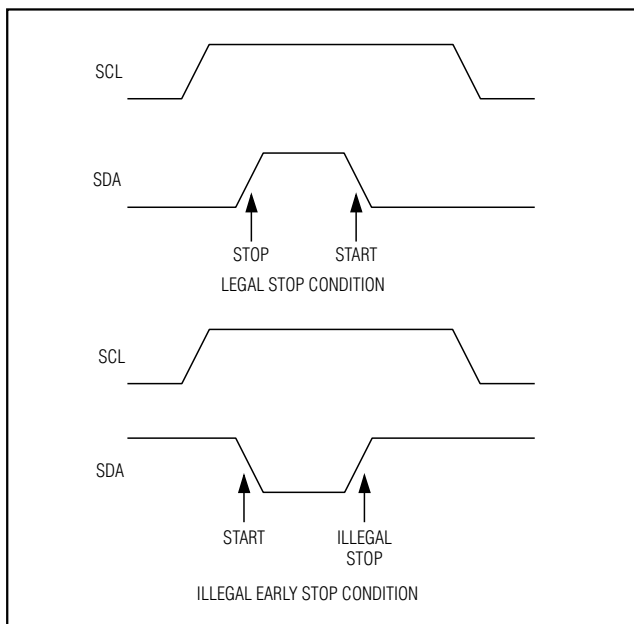 SCL
SDA
STOP START
LEGAL STOP CONDITION
SCL
SDA
START ILLEGAL
STOP
ILLEGAL EARLY STOP CONDITION